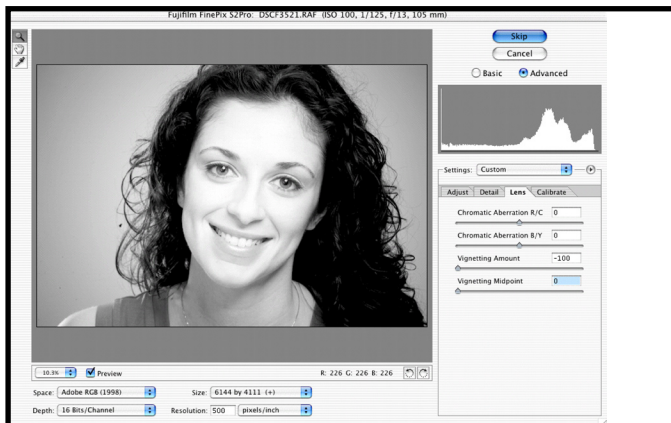 Fujifilm FinePix S2Pro: DSCF3521.RAF (ISO 100, 1/125, f/13, 105 mm)
Skip
Cancel
Basic Advanced
Settings: Custom
Adjust Detail Lens Calibrate
Chromatic Aberration R/C 0
Chromatic Aberration B/Y 0
Vignetting Amount -100
Vignetting Midpoint 0
10.3% Preview R: 226 G: 226 B: 226
Space: Adobe RGB (1998) Size: 6144 by 4111 (+)
Depth: 16 Bits/Channel Resolution: 500 pixels/inch